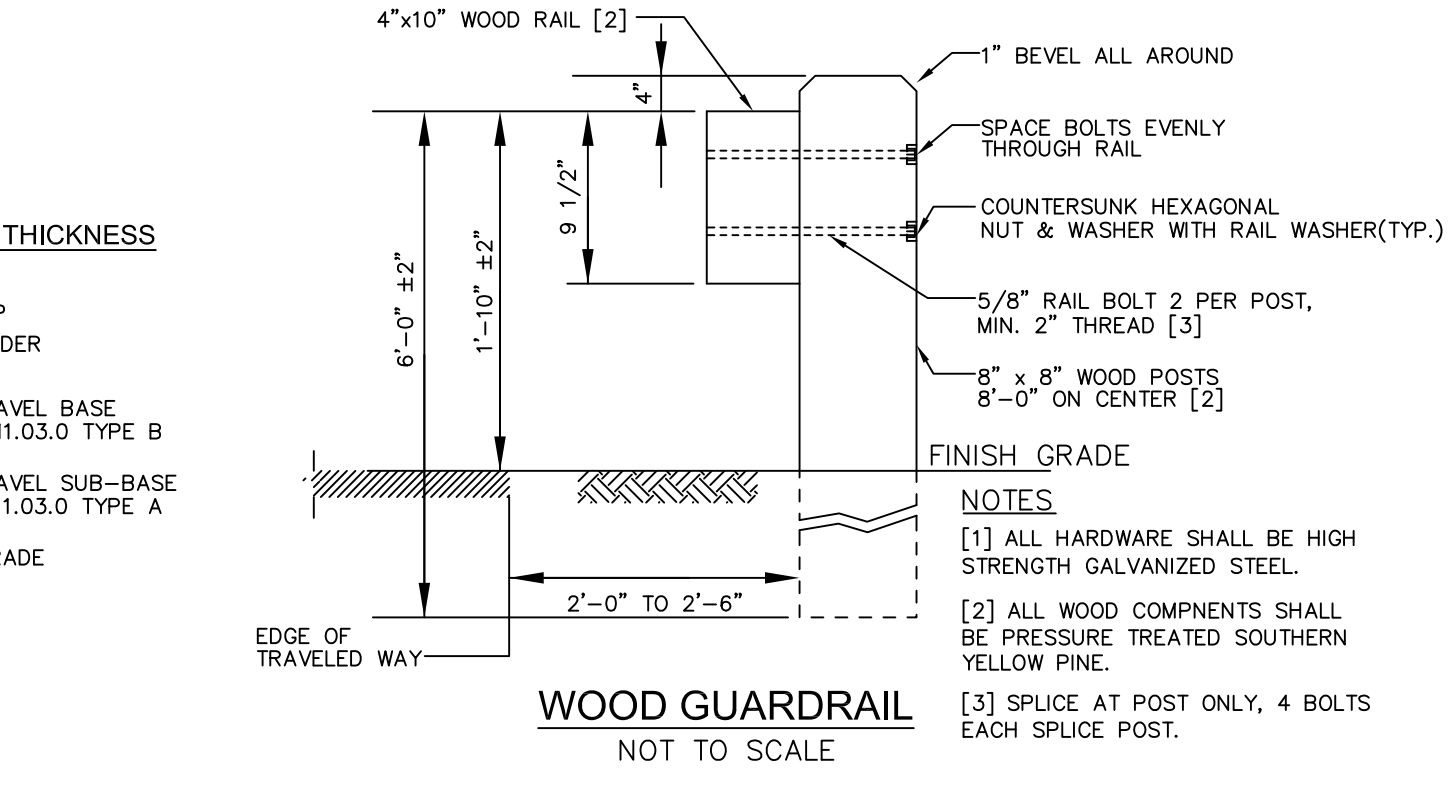 THICKNESS
DER
AVEL BASE
11.03.0 TYPE B
AVEL SUB-BASE
1.03.0 TYPE A
RADE
4"x10" WOOD RAIL [2]
4"
9 1/2"
1'-10" ±2"
6'-0" ±2"
1" BEVEL ALL AROUND
SPACE BOLTS EVENLY
THROUGH RAIL
COUNTERSUNK HEXAGONAL
NUT & WASHER WITH RAIL WASHER(TYP.)
5/8" RAIL BOLT 2 PER POST,
MIN. 2" THREAD [3]
8" x 8" WOOD POSTS
8'-0" ON CENTER [2]
FINISH GRADE
2'-0" TO 2'-6"
EDGE OF
TRAVELED WAY
NOTES
[1] ALL HARDWARE SHALL BE HIGH
STRENGTH GALVANIZED STEEL.
[2] ALL WOOD COMPNENTS SHALL
BE PRESSURE TREATED SOUTHERN
YELLOW PINE.
[3] SPLICE AT POST ONLY, 4 BOLTS
EACH SPLICE POST.
WOOD GUARDRAIL
NOT TO SCALE